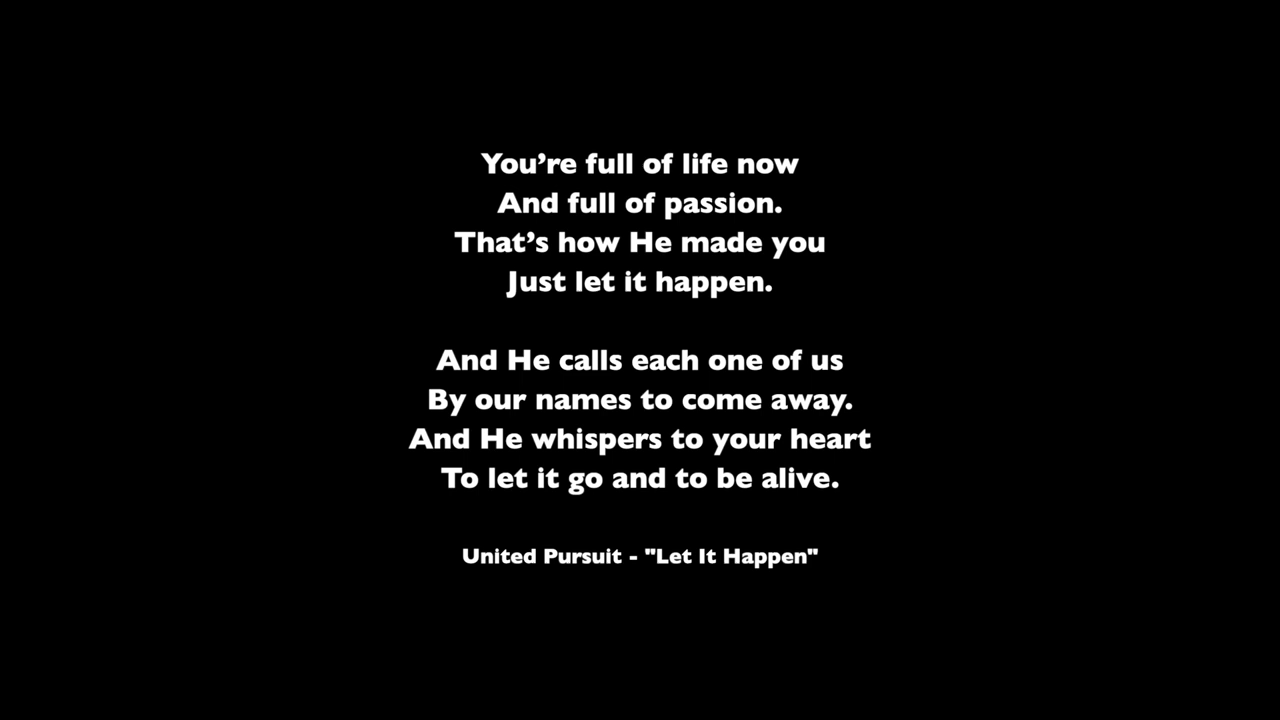 You’re full of life now
And full of passion.
That’s how He made you
Just let it happen.
And He calls each one of us
By our names to come away.
And He whispers to your heart
To let it go and to be alive.
United Pursuit - "Let It Happen"